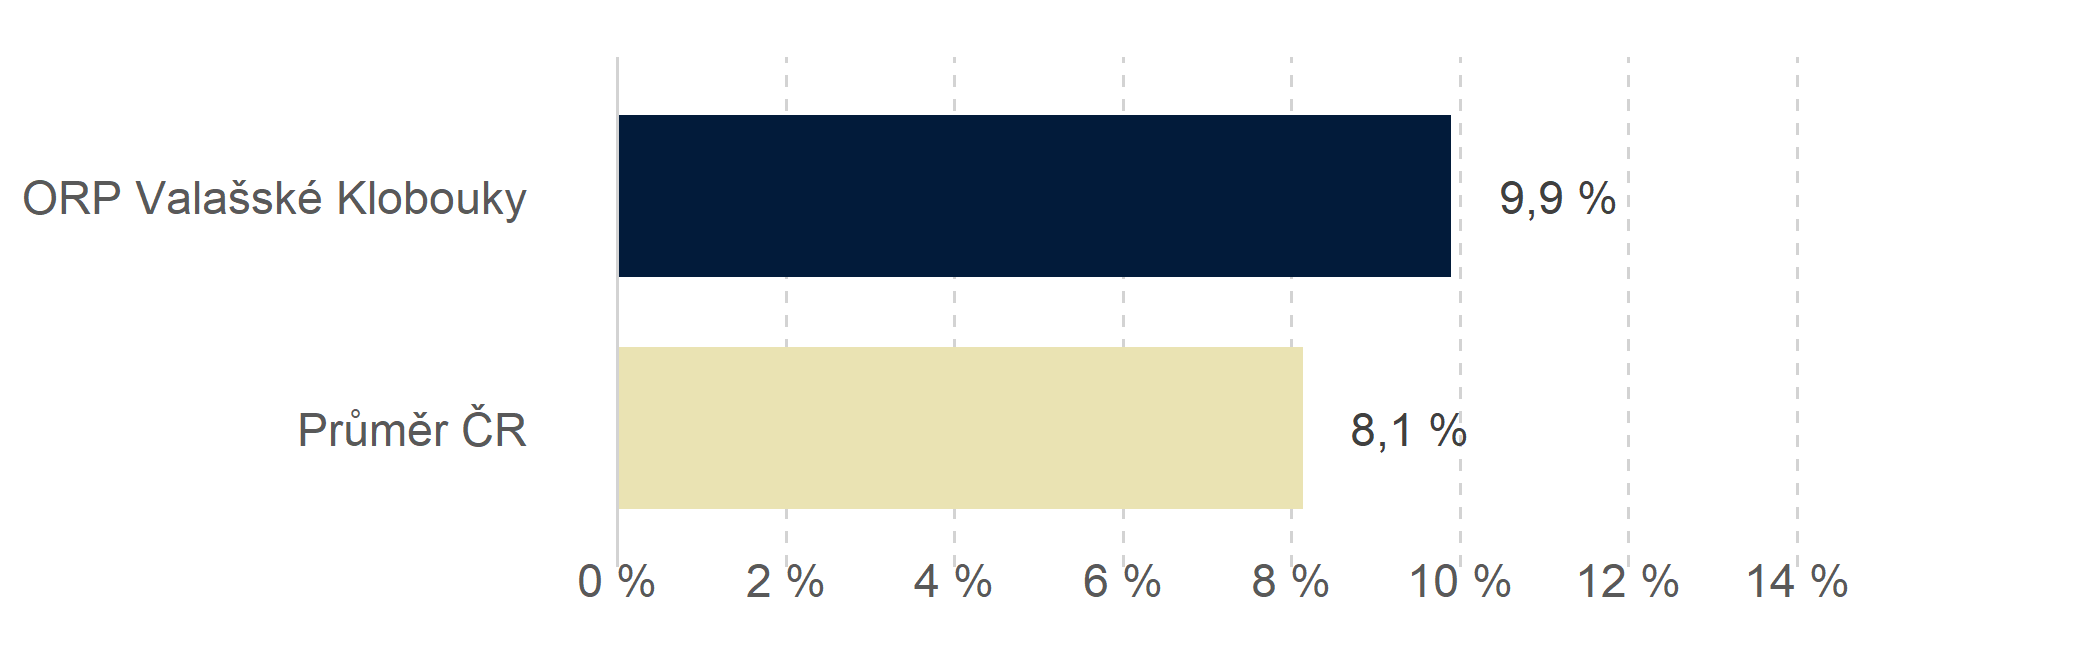 ORP Valašské Klobouky
9,9 %
Průměr ČR
8,1 %
0 % 2 % 4 % 6 % 8 % 10 % 12 % 14 %